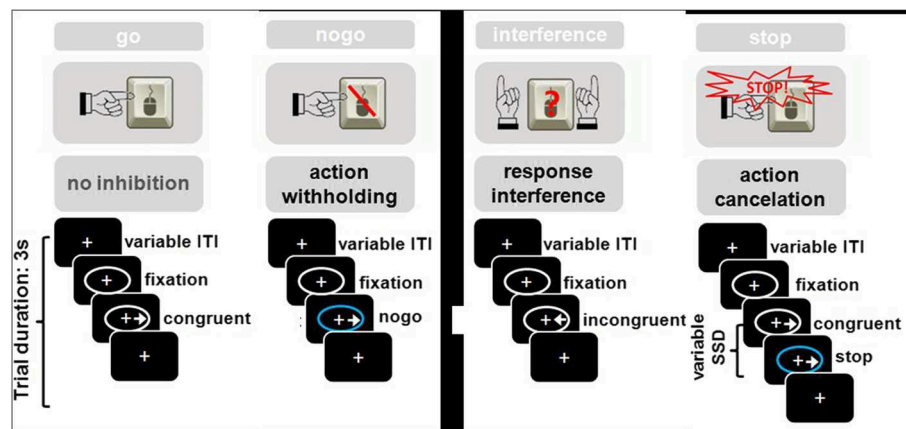 go
nogo
interference
stop
STOP!
no inhibition
action
withholding
response
interference
action
cancelation
Trial duration: 3s
variable ITI
fixation
congruent
variable ITI
fixation
nogo
:
variable ITI
fixation
incongruent
variable ITI
fixation
congruent
variable
SSD
stop
?